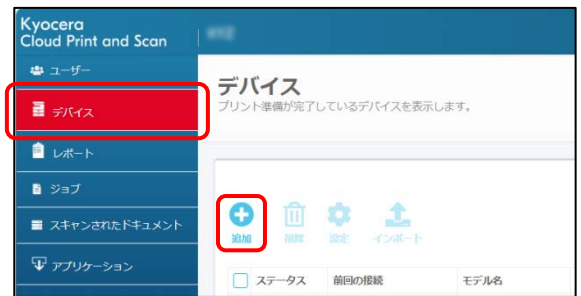 Kyocera
Cloud Print and Scan
ユーザー
デバイス
レポート
ジョブ
スキャンされたドキュメント
アプリケーション
デバイス
プリント準備が完了しているデバイスを表示します。
追加 削除 設定 インポート
ステータス 前回の接続 モデル名